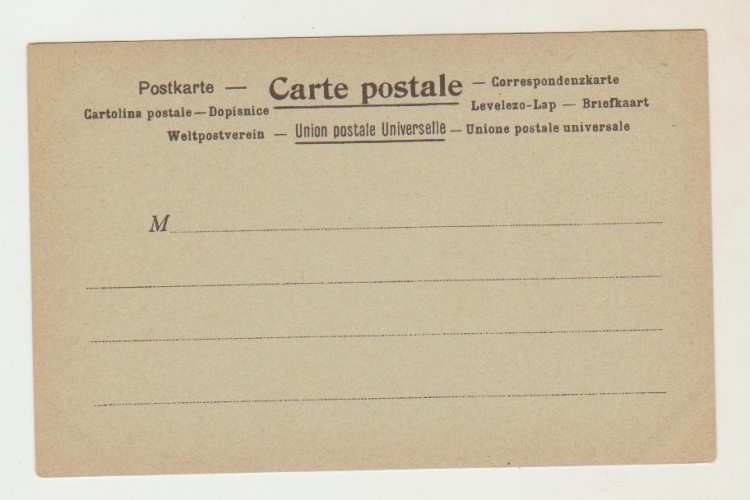 Postkarte — Carte postale — Correspondenzkarte
Cartolina postale — Dopisnice Levelezo-Lap — Briefkaart
Weltpostverein — Union postale Universelle — Unione postale universale
M